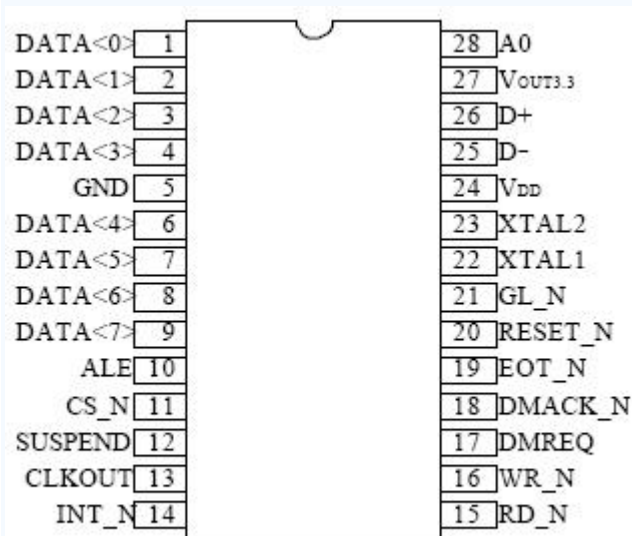 DATA<0> 1 28 A0
DATA<1> 2 27 VOUT3.3
DATA<2> 3 26 D+
DATA<3> 4 25 D-
GND 5 24 VDD
DATA<4> 6 23 XTAL2
DATA<5> 7 22 XTAL1
DATA<6> 8 21 GL_N
DATA<7> 9 20 RESET_N
ALE 10 19 EOT_N
CS_N 11 18 DMACK_N
SUSPEND 12 17 DMREQ
CLKOUT 13 16 WR_N
INT_N 14 15 RD_N